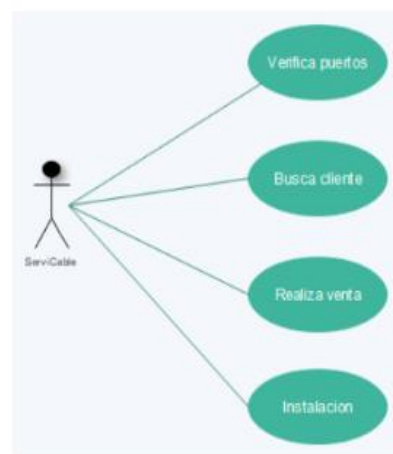 Verifica puertos
Busca cliente
ServiCable
Realiza venta
Instalacion